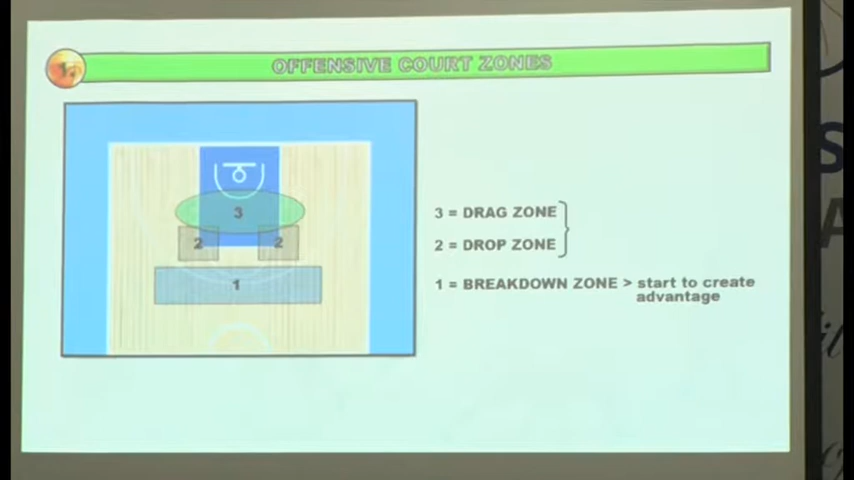 OFFENSIVE COURT ZONES
3
2
2
1
3 = DRAG ZONE
2 = DROP ZONE
1 = BREAKDOWN ZONE > start to create
advantage